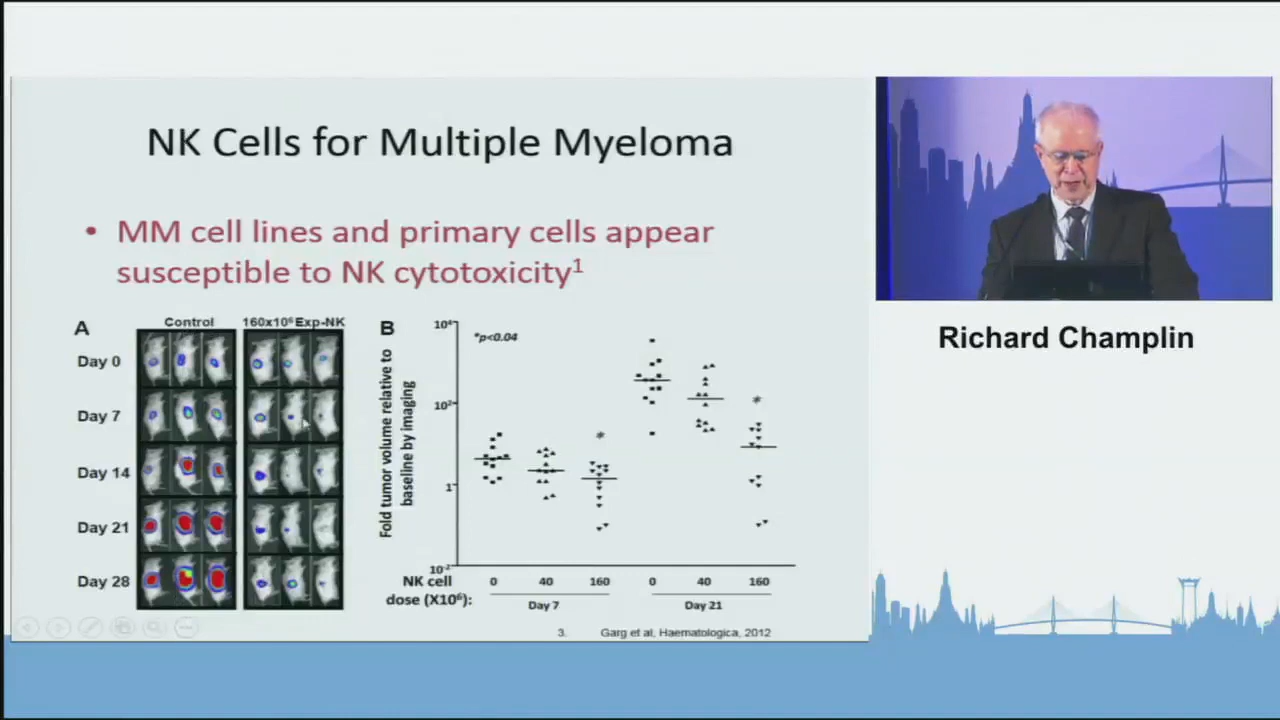 NK Cells for Multiple Myeloma
• MM cell lines and primary cells appear
susceptible to NK cytotoxicity¹
A
Control
160x10⁶ Exp-NK
Day 0
Day 7
Day 14
Day 21
Day 28
B
Fold tumor volume relative to
baseline by imaging
*p<0.04
10⁴
10²
1
10⁻²
*
*
NK cell
dose (X10⁶):
0 40 160 0 40 160
Day 7 Day 21
3. Garg et al, Haematologica, 2012
Richard Champlin